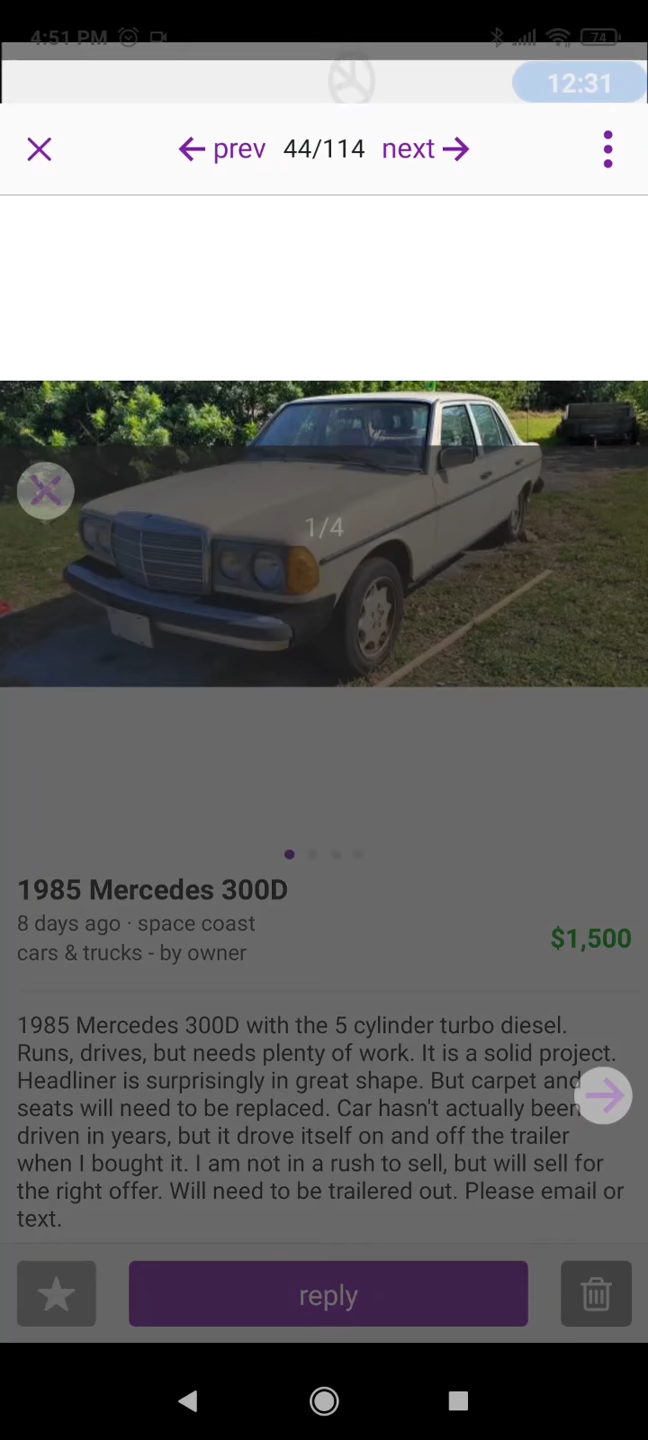 4:51 PM
74
12:31
prev 44/114 next
1/4
1985 Mercedes 300D
8 days ago · space coast
cars & trucks - by owner
$1,500
1985 Mercedes 300D with the 5 cylinder turbo diesel.
Runs, drives, but needs plenty of work. It is a solid project.
Headliner is surprisingly in great shape. But carpet and
seats will need to be replaced. Car hasn't actually been
driven in years, but it drove itself on and off the trailer
when I bought it. I am not in a rush to sell, but will sell for
the right offer. Will need to be trailered out. Please email or
text.
reply